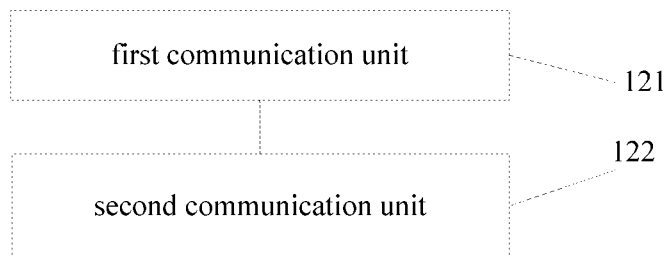 first communication unit
121
122
second communication unit